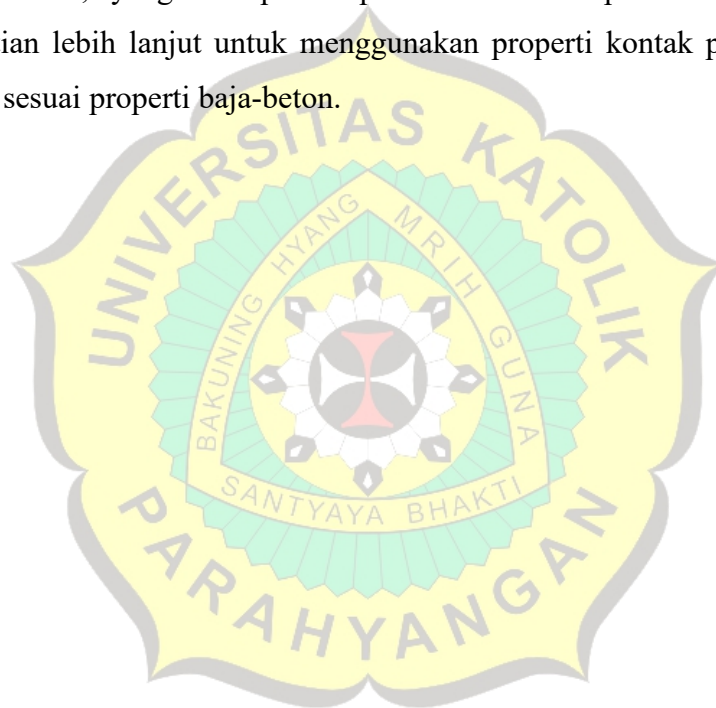 tian lebih lanjut untuk menggunakan properti kontak p
sesuai properti baja-beton.
UNIVERSITAS KATOLIK
BAKUNING HYANG MRIH GUNA
SANTYAYA BHAKTI
PARAHYANGAN